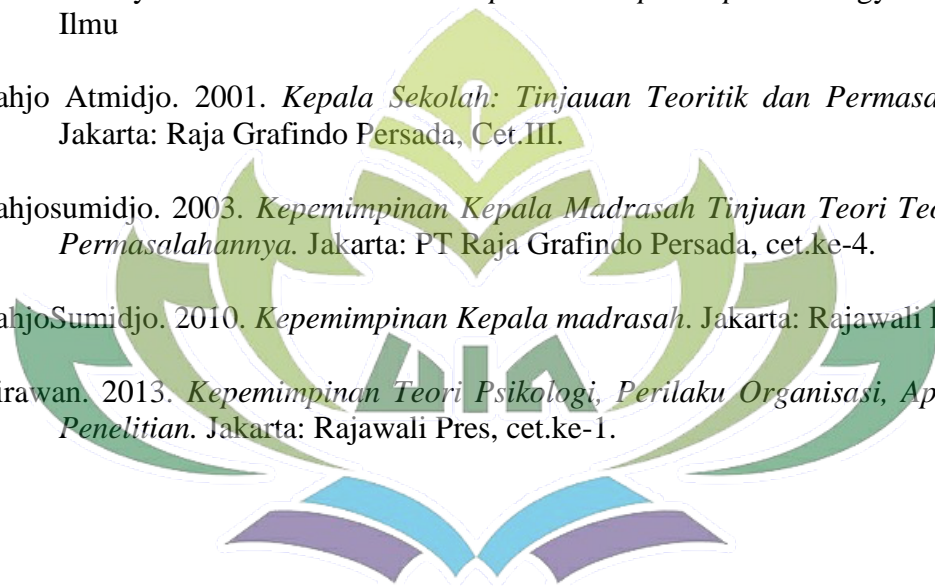 Ilmu
ahjo Atmidjo. 2001. Kepala Sekolah: Tinjauan Teoritik dan Permasa
Jakarta: Raja Grafindo Persada, Cet.III.
ahjosumidjo. 2003. Kepemimpinan Kepala Madrasah Tinjuan Teori Teo
Permasalahannya. Jakarta: PT Raja Grafindo Persada, cet.ke-4.
ahjoSumidjo. 2010. Kepemimpinan Kepala madrasah. Jakarta: Rajawali
irawan. 2013. Kepemimpinan Teori Psikologi, Perilaku Organisasi, Ap
Penelitian. Jakarta: Rajawali Pres, cet.ke-1.
UIN